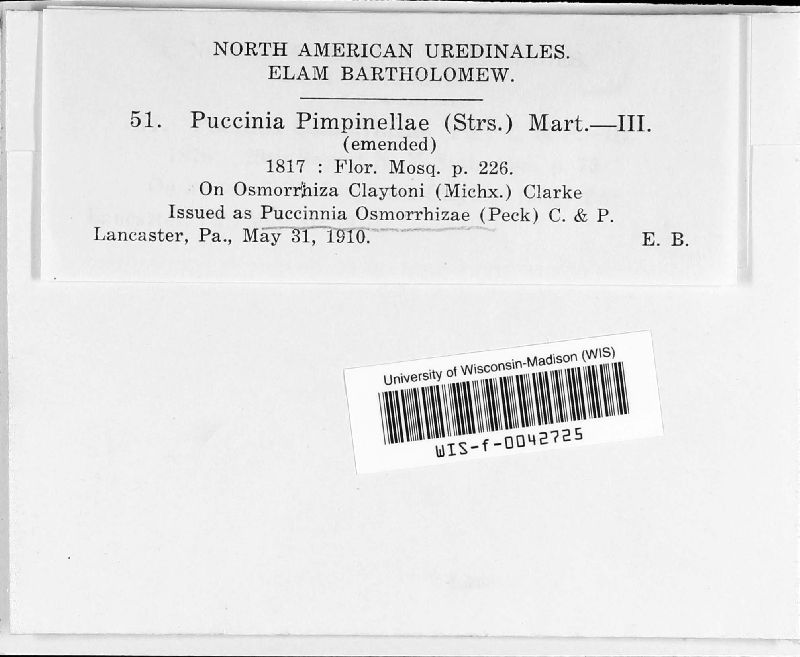 NORTH AMERICAN UREDINALES.
ELAM BARTHOLOMEW.
51. Puccinia Pimpinellae (Strs.) Mart.—III.
(emended)
1817 : Flor. Mosq. p. 226.
On Osmorrhiza Claytoni (Michx.) Clarke
Issued as Puccinnia Osmorrhizae (Peck) C. & P.
Lancaster, Pa., May 31, 1910. E. B.
University of Wisconsin-Madison (WIS)
WIS-f-0042725